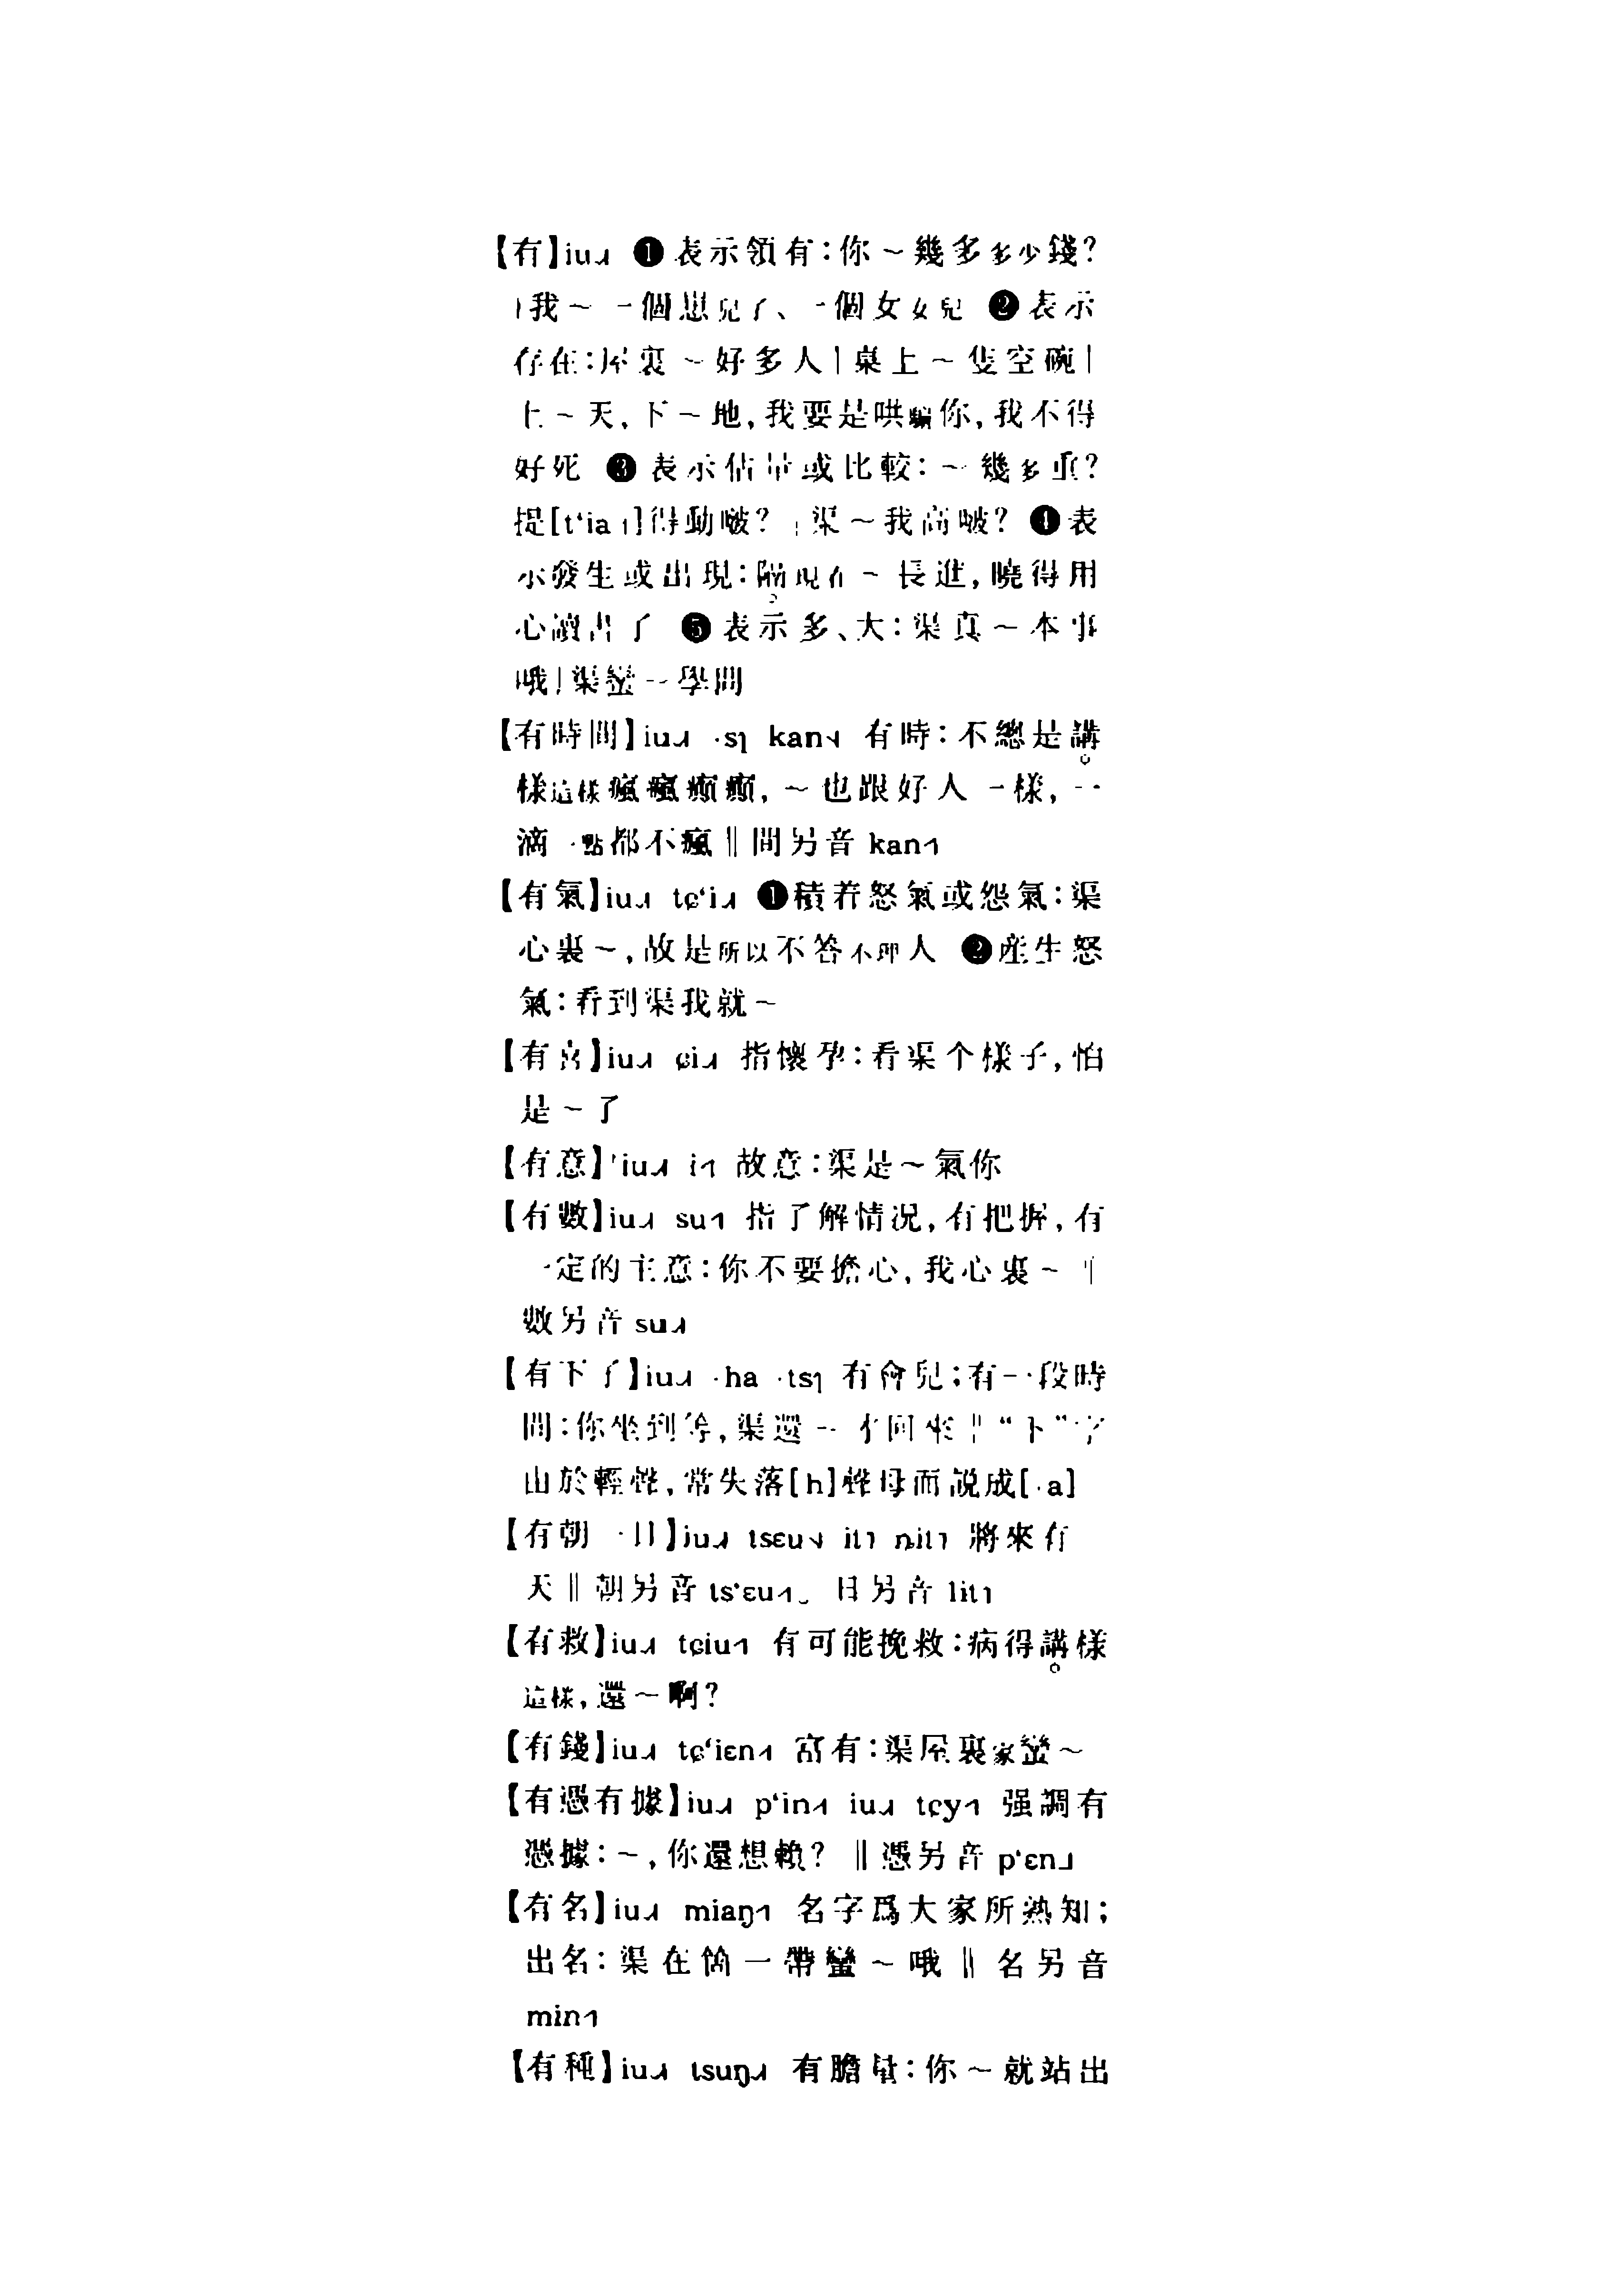 【有】iu˩˧ ❶表示領有：你～幾多多少錢？
|我～一個崽兒子、一個女女兒 ❷表示
存在：屋裏～好多人|桌上～隻空碗|
上～天，下～地，我要是哄騙你，我不得
好死 ❸表示估量或比較：～幾多重？
提[tʻia ˦]得動啵？|渠～我高啵？❹表
示發生或出現：隔現在～長進，曉得用
心讀書了 ❺表示多、大：渠真～本事
哦|渠蠻～學問
【有時間】iu˩˧ ·sɿ kan˧˩ 有時：不總是講
樣這樣瘋瘋癲癲，～也跟好人一樣，一
滴一點都不瘋‖間另音 kan˦
【有氣】iu˩˧ tɕʻi˩˧ ❶積着怒氣或怨氣：渠
心裏～，故是所以不答不理人 ❷産生怒
氣：看到渠我就～
【有喜】iu˩˧ ɕi˩˧ 指懷孕：看渠个樣子，怕
是～了
【有意】iu˩˧ i˦ 故意：渠是～氣你
【有數】iu˩˧ su˦ 指了解情況，有把握，有
一定的主意：你不要擔心，我心裏～‖
數另音 su˩˧
【有下子】iu˩˧ ·ha ·tsɿ 有會兒；有一段時
間：你坐到等，渠還～才回來‖“下”字
由於輕聲，常失落[h]聲母而説成[·a]
【有朝一日】iu˩˧ tsɛu˧˩ it˥ ȵit˥ 將來有
天‖朝另音 tsʻɛu˦。日另音 lit˥
【有救】iu˩˧ tɕiu˦ 有可能挽救：病得講樣
這樣，還～啊？
【有錢】iu˩˧ tɕʻiɛn˦ 富有：渠屋裏家蠻～
【有憑有據】iu˩˧ pʻin˦ iu˩˧ tɕy˦ 强調有
憑據：～，你還想賴？‖憑另音 pʻɛn˩
【有名】iu˩˧ miaŋ˦ 名字爲大家所熟知；
出名：渠在箇一帶蠻～哦‖名另音
min˦
【有種】iu˩˧ tsuŋ˩˧ 有膽量：你～就站出